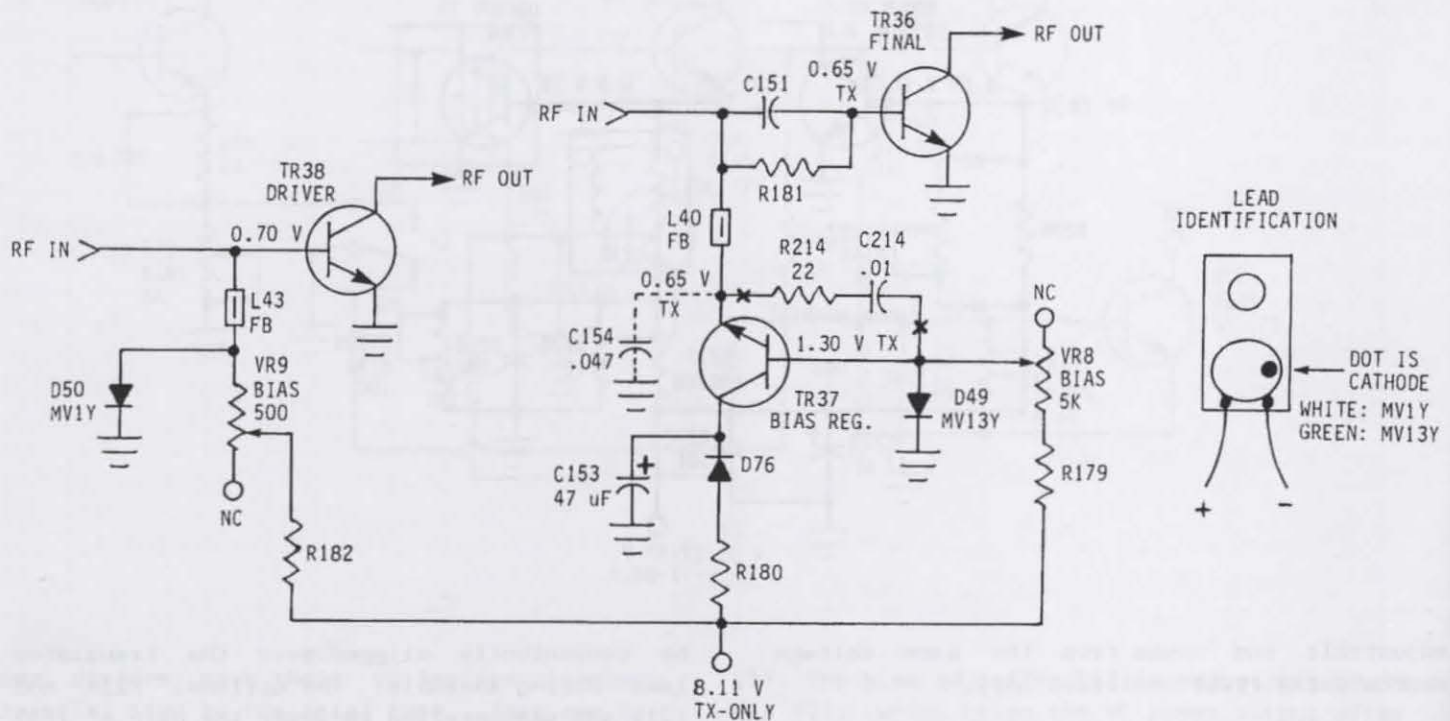 TR36
FINAL
RF OUT
0.65 V
TX
C151
RF IN
R181
TR38
DRIVER
RF OUT
LEAD
IDENTIFICATION
RF IN
0.70 V
L40
FB
R214
22
C214
.01
L43
FB
0.65 V
TX
NC
C154
.047
1.30 V TX
VR8
BIAS
5K
DOT IS
CATHODE
VR9
BIAS
500
D50
MV1Y
TR37
BIAS REG.
D49
MV13Y
WHITE: MV1Y
GREEN: MV13Y
C153
47 uF
+
D76
R179
NC
+ -
R182
R180
8.11 V
TX-ONLY